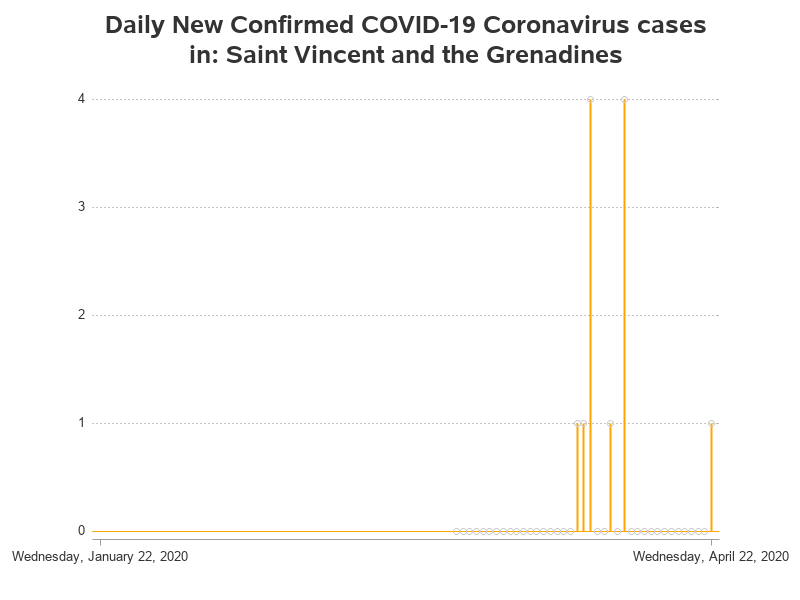 Daily New Confirmed COVID-19 Coronavirus cases
in: Saint Vincent and the Grenadines
4
3
2
1
0
Wednesday, January 22, 2020 Wednesday, April 22, 2020